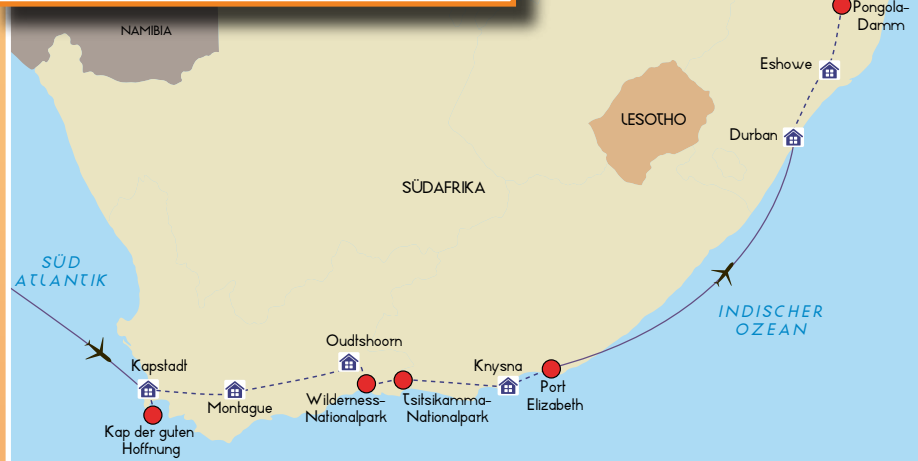 Pongola-
Damm
NAMIBIA
Eshowe
LESOTHO
Durban
SÜDAFRIKA
SÜD
ATLANTIK
INDISCHER
OZEAN
Oudtshoorn
Kapstadt
Knysna
Montague
Wilderness-
Nationalpark
Tsitsikamma-
Nationalpark
Port
Elizabeth
Kap der guten
Hoffnung